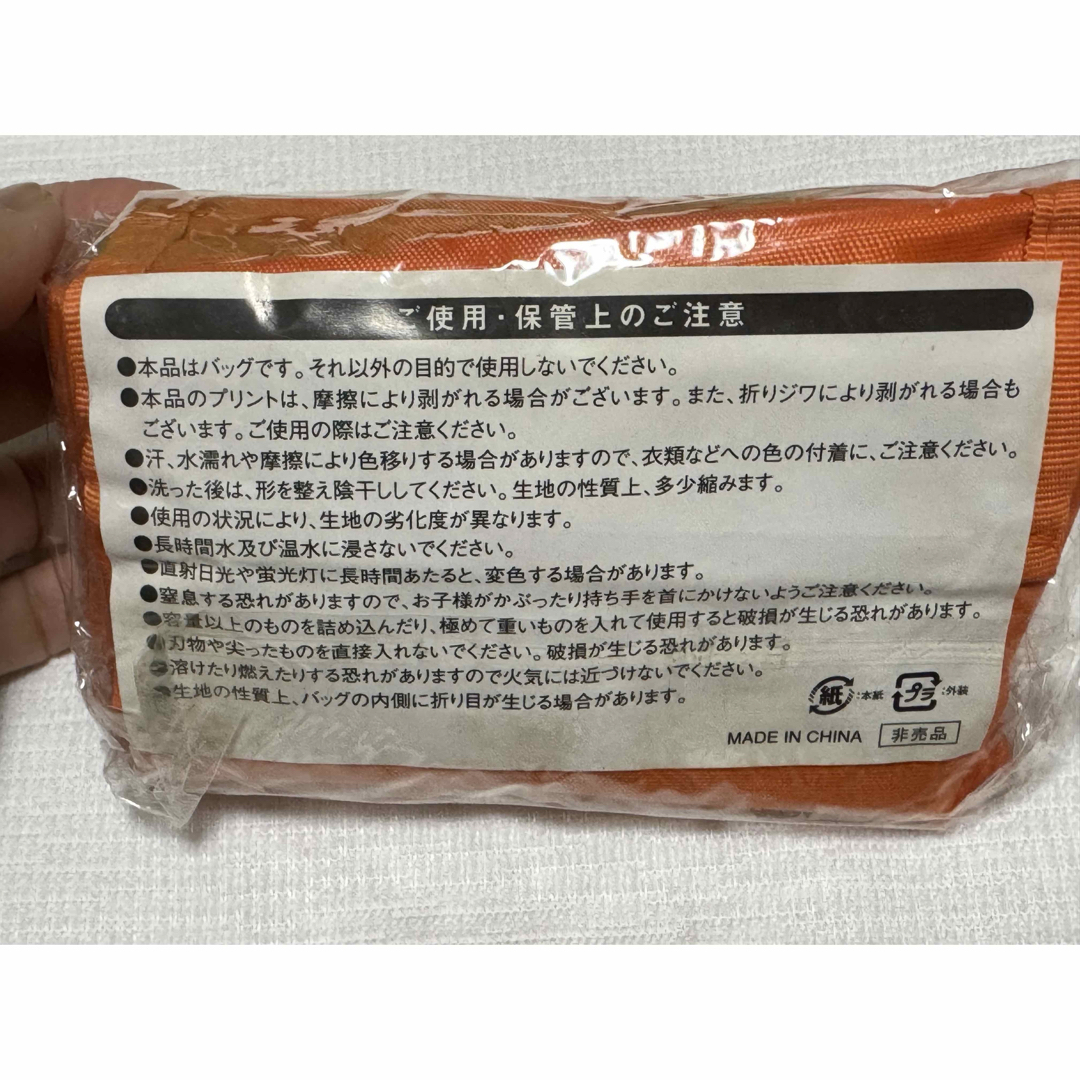 ご使用・保管上のご注意
●本品はバッグです。それ以外の目的で使用しないでください。
●本品のプリントは、摩擦により剥がれる場合がございます。また、折りジワにより剥がれる場合も
ございます。ご使用の際はご注意ください。
●汗、水濡れや摩擦により色移りする場合がありますので、衣類などへの色の付着に、ご注意ください。
●洗った後は、形を整え陰干ししてください。生地の性質上、多少縮みます。
●使用の状況により、生地の劣化度が異なります。
●長時間水及び温水に浸さないでください。
●直射日光や蛍光灯に長時間あたると、変色する場合があります。
●窒息する恐れがありますので、お子様がかぶったり持ち手を首にかけないようご注意ください。
●容量以上のものを詰め込んだり、極めて重いものを入れて使用すると破損が生じる恐れがあります。
●刃物や尖ったものを直接入れないでください。破損が生じる恐れがあります。
●溶けたり燃えたりする恐れがありますので火気には近づけないでください。
●生地の性質上、バッグの内側に折り目が生じる場合があります。
紙:本紙 プラ:外装
MADE IN CHINA 非売品